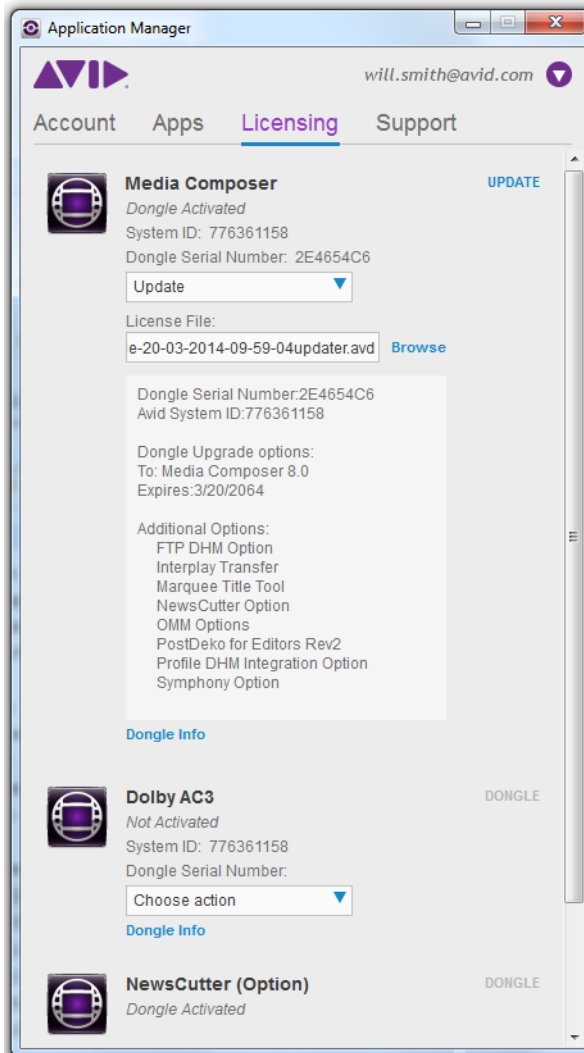 Application Manager
AVID
will.smith@avid.com
Account Apps Licensing Support
Media Composer UPDATE
Dongle Activated
System ID: 776361158
Dongle Serial Number: 2E4654C6
Update
License File:
e-20-03-2014-09-59-04updater.avd Browse
Dongle Serial Number:2E4654C6
Avid System ID:776361158
Dongle Upgrade options:
To: Media Composer 8.0
Expires:3/20/2064
Additional Options:
FTP DHM Option
Interplay Transfer
Marquee Title Tool
NewsCutter Option
OMM Options
PostDeko for Editors Rev2
Profile DHM Integration Option
Symphony Option
Dongle Info
Dolby AC3 DONGLE
Not Activated
System ID: 776361158
Dongle Serial Number:
Choose action
Dongle Info
NewsCutter (Option) DONGLE
Dongle Activated